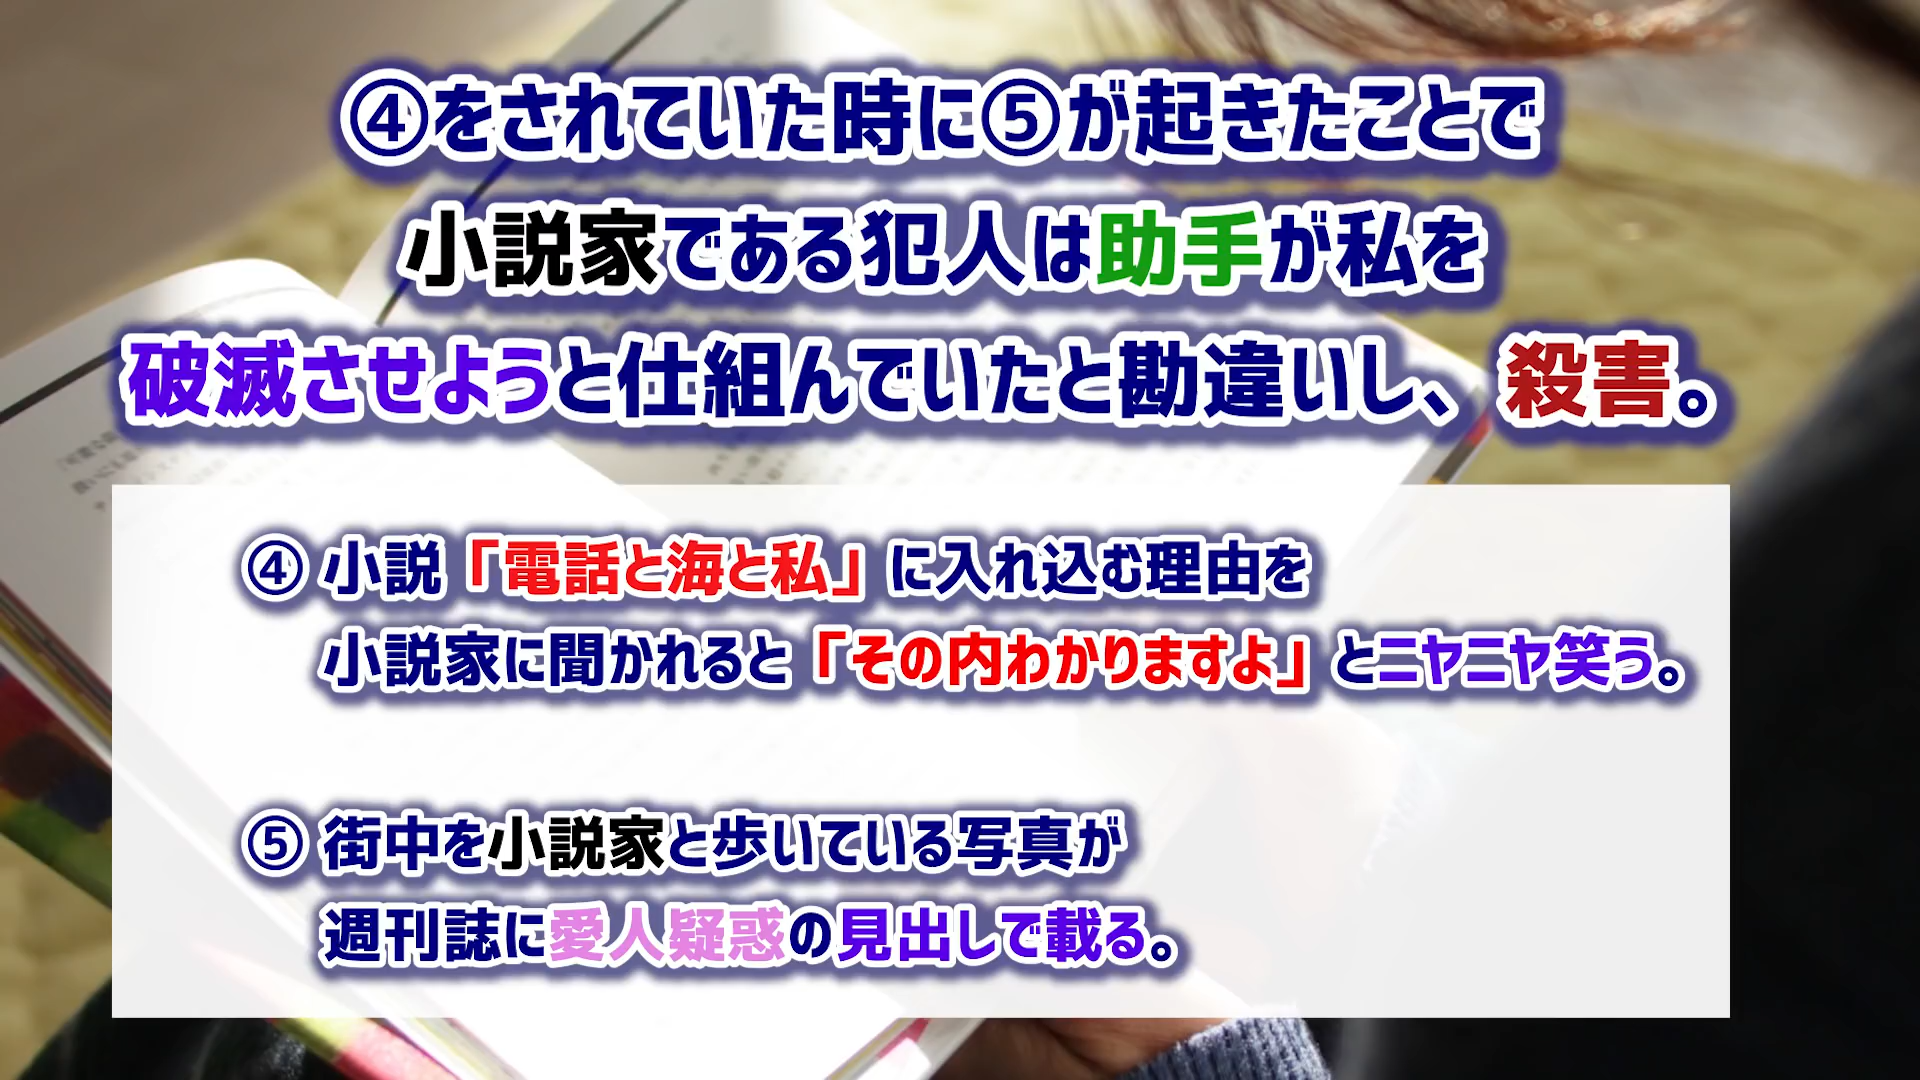 ④をされていた時に⑤が起きたことで
小説家である犯人は助手が私を
破滅させようと仕組んでいたと勘違いし、殺害。
④ 小説「電話と海と私」に入れ込む理由を
小説家に聞かれると「その内わかりますよ」とニヤニヤ笑う。
⑤ 街中を小説家と歩いている写真が
週刊誌に愛人疑惑の見出しで載る。